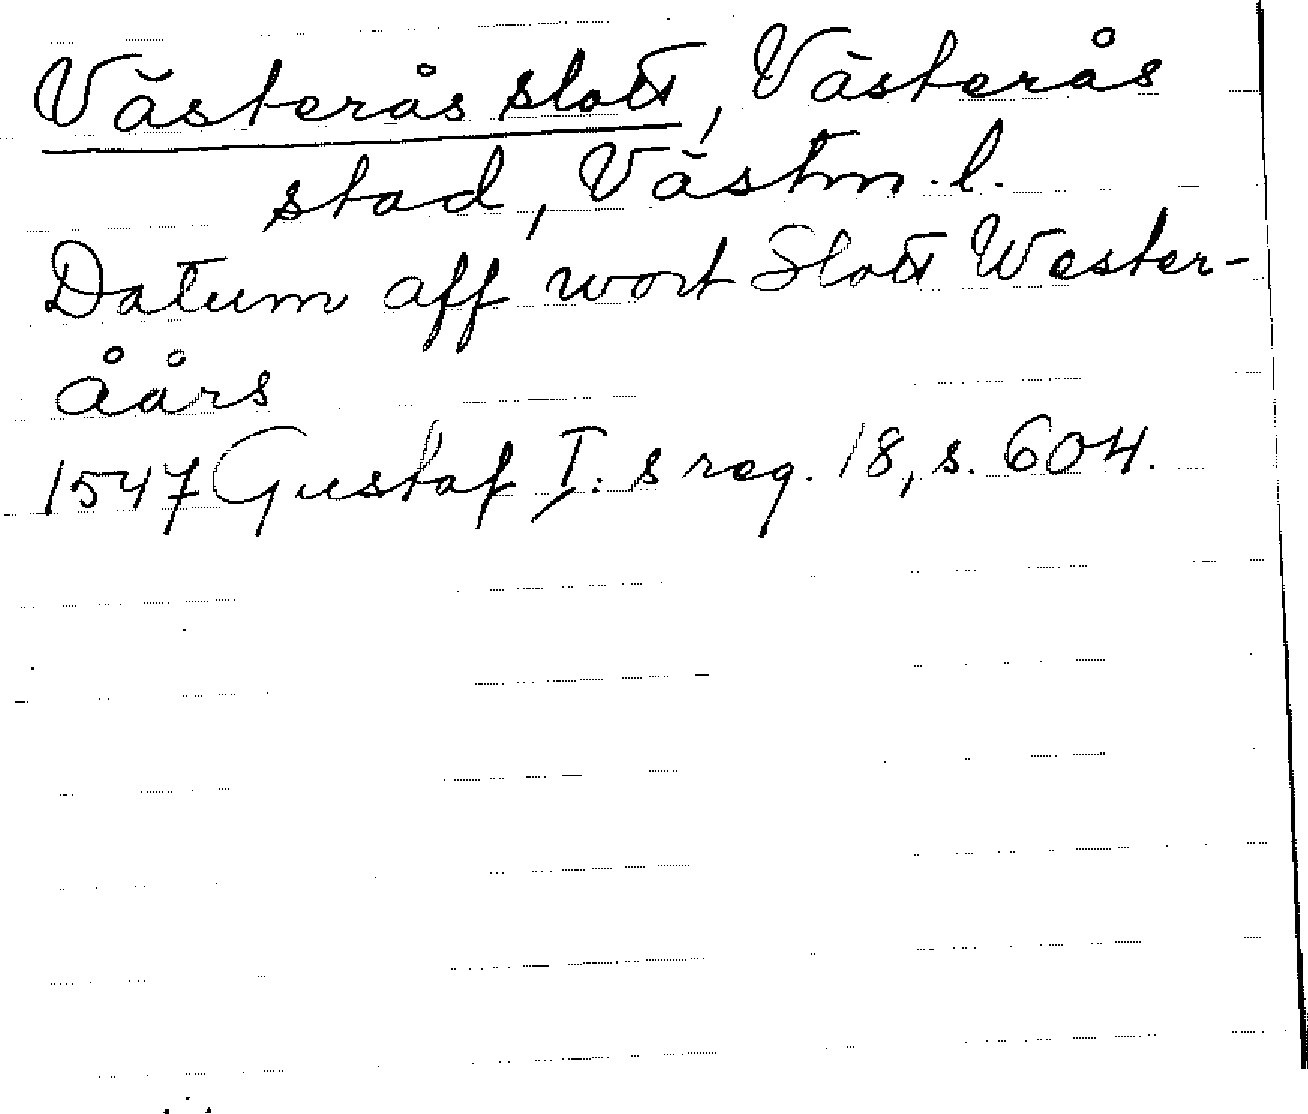 Västerås slott, Västerås
stad, Västm. l.
Datum aff wort Slott Wester-
åårs
1547 Gustaf I:s reg. 18, s. 604.